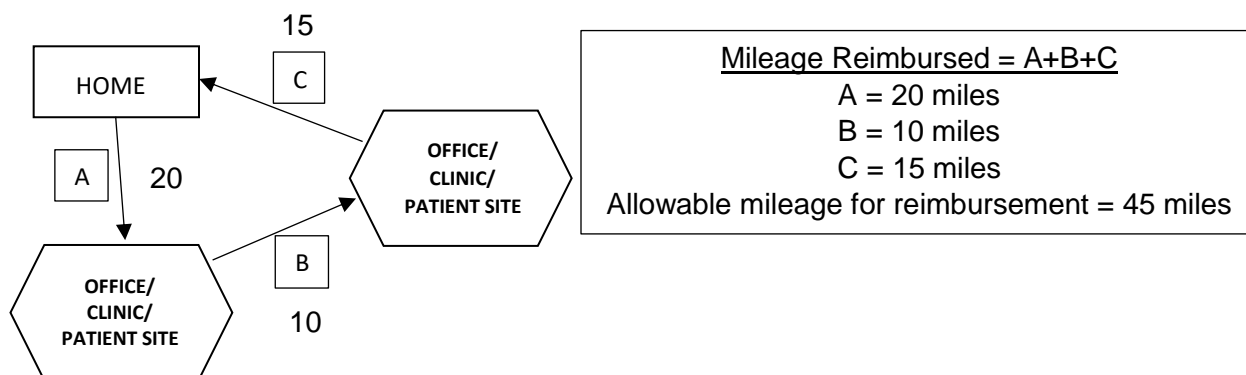 15
HOME
C
A
20
OFFICE/
CLINIC/
PATIENT SITE
B
10
OFFICE/
CLINIC/
PATIENT SITE
Mileage Reimbursed = A+B+C
A = 20 miles
B = 10 miles
C = 15 miles
Allowable mileage for reimbursement = 45 miles